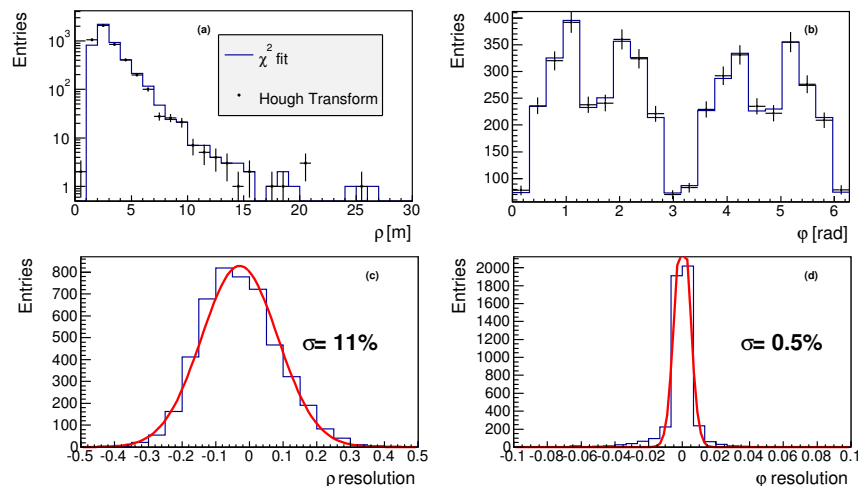 Entries
10³
10²
10
1
(a)
χ² fit
Hough Transform
0 5 10 15 20 25 30
ρ [m]
Entries
400
350
300
250
200
150
100
(b)
0 1 2 3 4 5 6
φ [rad]
Entries
800
700
600
500
400
300
200
100
0
(c)
σ= 11%
-0.5 -0.4 -0.3 -0.2 -0.1 0 0.1 0.2 0.3 0.4 0.5
ρ resolution
Entries
2000
1800
1600
1400
1200
1000
800
600
400
200
0
(d)
σ= 0.5%
-0.1 -0.08 -0.06 -0.04 -0.02 0 0.02 0.04 0.06 0.08 0.1
φ resolution